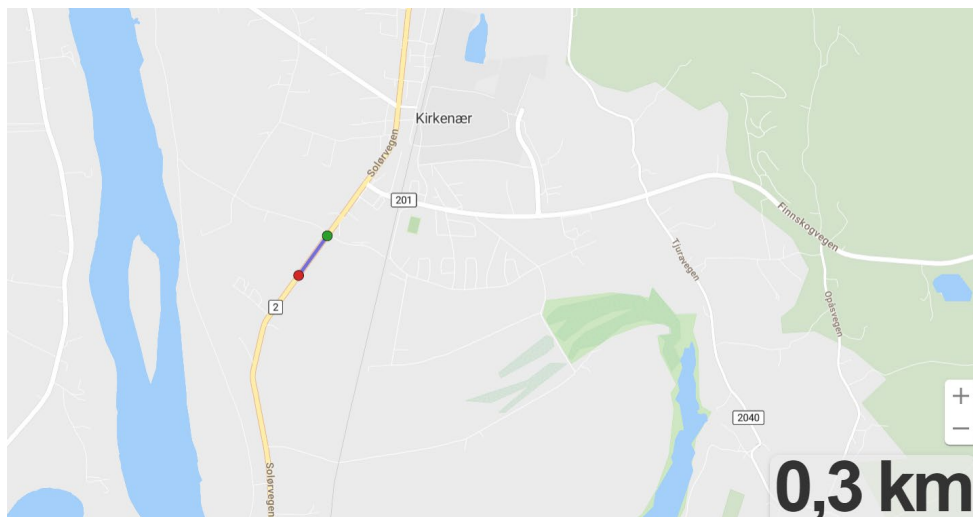 Kirkenær
Solørvegen
201
Finnskogvegen
Tjuravegen
Opåsvegen
2
2040
Solørvegen
+
−
0,3 km